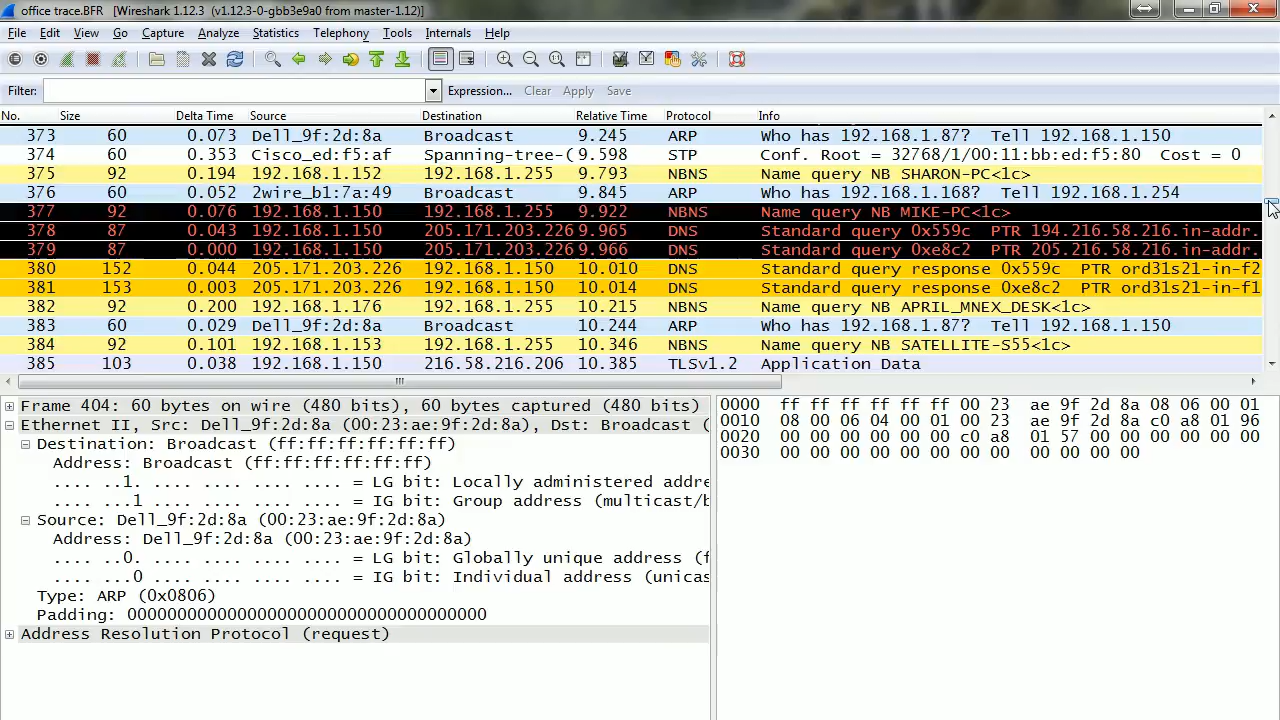 office trace.BFR [Wireshark 1.12.3 (v1.12.3-0-gbb3e9a0 from master-1.12)]
File Edit View Go Capture Analyze Statistics Telephony Tools Internals Help
Filter: Expression... Clear Apply Save
No. Size Delta Time Source Destination Relative Time Protocol Info
373 60 0.073 Dell_9f:2d:8a Broadcast 9.245 ARP Who has 192.168.1.87? Tell 192.168.1.150
374 60 0.353 Cisco_ed:f5:af Spanning-tree-( 9.598 STP Conf. Root = 32768/1/00:11:bb:ed:f5:80 Cost = 0
375 92 0.194 192.168.1.152 192.168.1.255 9.793 NBNS Name query NB SHARON-PC<1c>
376 60 0.052 2wire_b1:7a:49 Broadcast 9.845 ARP Who has 192.168.1.168? Tell 192.168.1.254
377 92 0.076 192.168.1.150 192.168.1.255 9.922 NBNS Name query NB MIKE-PC<1c>
378 87 0.043 192.168.1.150 205.171.203.226 9.965 DNS Standard query 0x559c PTR 194.216.58.216.in-addr.
379 87 0.000 192.168.1.150 205.171.203.226 9.966 DNS Standard query 0xe8c2 PTR 205.216.58.216.in-addr.
380 152 0.044 205.171.203.226 192.168.1.150 10.010 DNS Standard query response 0x559c PTR ord31s21-in-f2
381 153 0.003 205.171.203.226 192.168.1.150 10.014 DNS Standard query response 0xe8c2 PTR ord31s21-in-f1
382 92 0.200 192.168.1.176 192.168.1.255 10.215 NBNS Name query NB APRIL_MNEX_DESK<1c>
383 60 0.029 Dell_9f:2d:8a Broadcast 10.244 ARP Who has 192.168.1.87? Tell 192.168.1.150
384 92 0.101 192.168.1.153 192.168.1.255 10.346 NBNS Name query NB SATELLITE-S55<1c>
385 103 0.038 192.168.1.150 216.58.216.206 10.385 TLSv1.2 Application Data
Frame 404: 60 bytes on wire (480 bits), 60 bytes captured (480 bits)
Ethernet II, Src: Dell_9f:2d:8a (00:23:ae:9f:2d:8a), Dst: Broadcast (
Destination: Broadcast (ff:ff:ff:ff:ff:ff)
Address: Broadcast (ff:ff:ff:ff:ff:ff)
.... ..1. .... .... .... .... = LG bit: Locally administered addre
.... ...1 .... .... .... .... = IG bit: Group address (multicast/b
Source: Dell_9f:2d:8a (00:23:ae:9f:2d:8a)
Address: Dell_9f:2d:8a (00:23:ae:9f:2d:8a)
.... ..0. .... .... .... .... = LG bit: Globally unique address (f
.... ...0 .... .... .... .... = IG bit: Individual address (unicas
Type: ARP (0x0806)
Padding: 000000000000000000000000000000000000
Address Resolution Protocol (request)
0000 ff ff ff ff ff ff 00 23 ae 9f 2d 8a 08 06 00 01
0010 08 00 06 04 00 01 00 23 ae 9f 2d 8a c0 a8 01 96
0020 00 00 00 00 00 00 c0 a8 01 57 00 00 00 00 00 00
0030 00 00 00 00 00 00 00 00 00 00 00 00